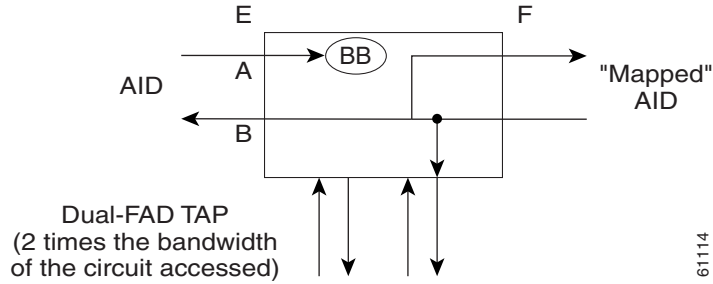 E
F
BB
A
AID
"Mapped"
AID
B
Dual-FAD TAP
(2 times the bandwidth
of the circuit accessed)
61114